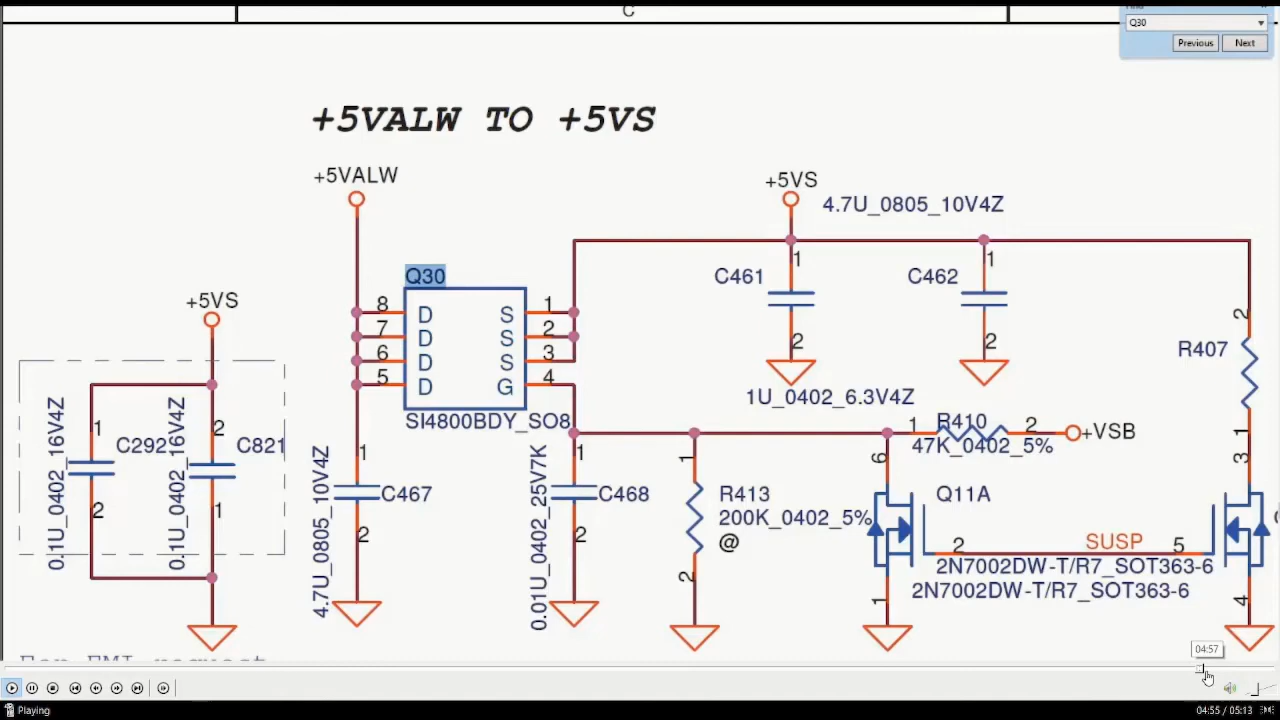 C
Q30
Previous Next
+5VALW TO +5VS
+5VALW
+5VS
4.7U_0805_10V4Z
Q30
C461
1
C462
1
2
2
8 D S 1
7 D S 2
6 D S 3
5 D G 4
SI4800BDY_SO8
+5VS
2
R407
1
1U_0402_6.3V4Z
0.1U_0402_16V4Z
1
C292
2
0.1U_0402_16V4Z
2
C821
1
4.7U_0805_10V4Z
1
C467
2
0.01U_0402_25V7K
1
C468
2
1
R413
200K_0402_5%
@
2
1 R410 2
47K_0402_5%
+VSB
6
Q11A
2
SUSP
5
3
2N7002DW-T/R7_SOT363-6
2N7002DW-T/R7_SOT363-6
1
4
04:57
Playing
04:55 / 05:13